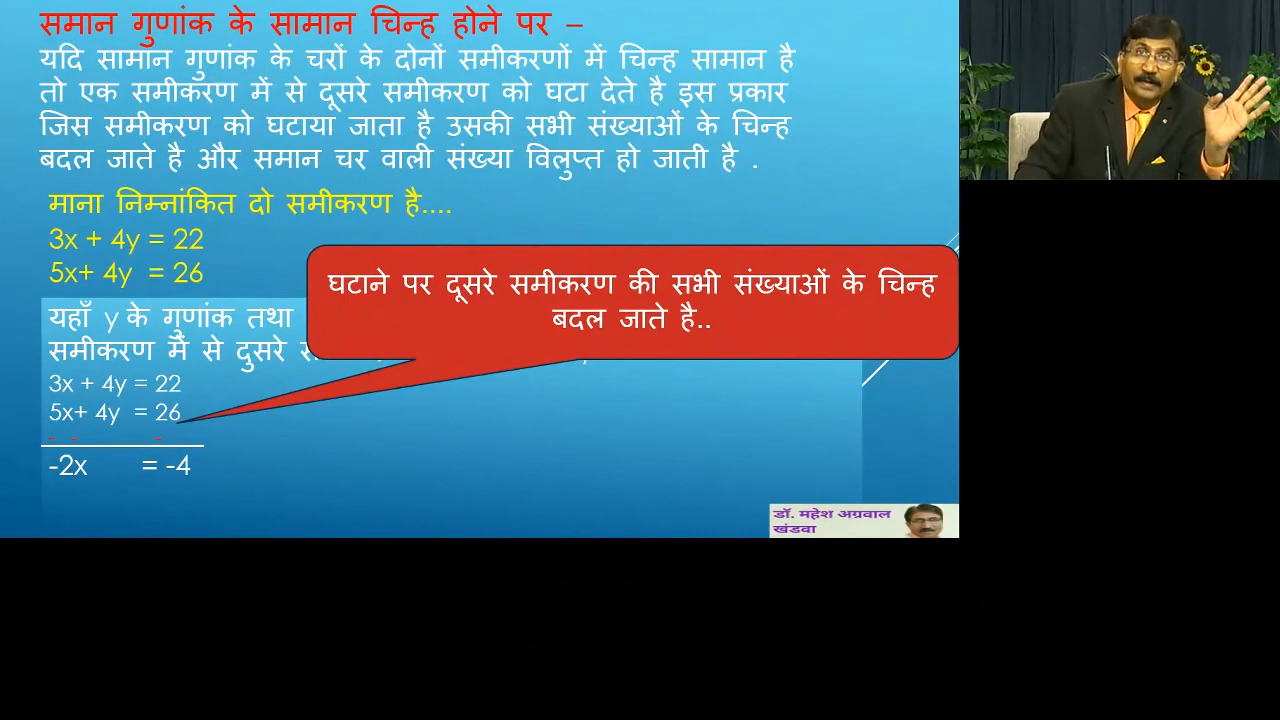 समान गुणांक के सामान चिन्ह होने पर –
यदि सामान गुणांक के चरों के दोनों समीकरणों में चिन्ह सामान है
तो एक समीकरण में से दूसरे समीकरण को घटा देते है इस प्रकार
जिस समीकरण को घटाया जाता है उसकी सभी संख्याओं के चिन्ह
बदल जाते है और समान चर वाली संख्या विलुप्त हो जाती है .
माना निम्नांकित दो समीकरण है....
3x + 4y = 22
5x+ 4y = 26
घटाने पर दूसरे समीकरण की सभी संख्याओं के चिन्ह
बदल जाते है..
यहाँ y के गुणांक तथा
समीकरण में से दुसरे
3x + 4y = 22
5x+ 4y = 26
- - -
-2x = -4
डॉ. महेश अग्रवाल
खंडवा